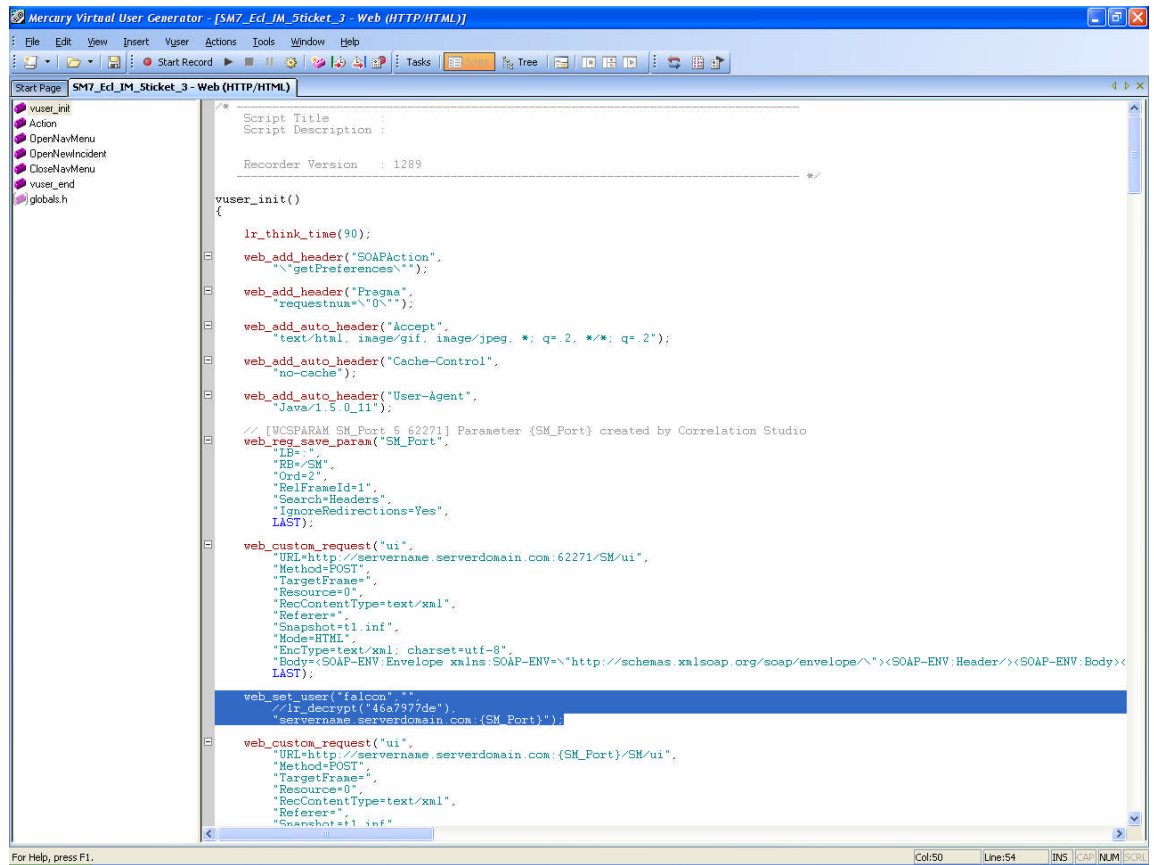 Mercury Virtual User Generator - [SM7_Ecl_IM_5ticket_3 - Web (HTTP/HTML)]
File Edit View Insert Vuser Actions Tools Window Help
Start Record Tasks Script Tree
Start Page SM7_Ecl_IM_5ticket_3 - Web (HTTP/HTML)
vuser_init
Action
OpenNavMenu
OpenNewIncident
CloseNavMenu
vuser_end
globals.h
/* ---------------------------------------------------------------
Script Title :
Script Description :
Recorder Version : 1289
--------------------------------------------------------------- */
vuser_init()
{
lr_think_time(90);
web_add_header("SOAPAction",
"\"getPreferences\"");
web_add_header("Pragma",
"requestnum=\"0\"");
web_add_auto_header("Accept",
"text/html, image/gif, image/jpeg, *; q=.2, */*; q=.2");
web_add_auto_header("Cache-Control",
"no-cache");
web_add_auto_header("User-Agent",
"Java/1.5.0_11");
// [WCSPARAM SM_Port 5 62271] Parameter {SM_Port} created by Correlation Studio
web_reg_save_param("SM_Port",
"LB=:",
"RB=/SM",
"Ord=2",
"RelFrameId=1",
"Search=Headers",
"IgnoreRedirections=Yes",
LAST);
web_custom_request("ui",
"URL=http://servername.serverdomain.com:62271/SM/ui",
"Method=POST",
"TargetFrame=",
"Resource=0",
"RecContentType=text/xml",
"Referer=",
"Snapshot=t1.inf",
"Mode=HTML",
"EncType=text/xml; charset=utf-8",
"Body=<SOAP-ENV:Envelope xmlns:SOAP-ENV=\"http://schemas.xmlsoap.org/soap/envelope/\"><SOAP-ENV:Header/><SOAP-ENV:Body><
LAST);
web_set_user("falcon","",
//lr_decrypt("46a7977de"),
"servername.serverdomain.com:{SM_Port}");
web_custom_request("ui",
"URL=http://servername.serverdomain.com:{SM_Port}/SM/ui",
"Method=POST",
"TargetFrame=",
"Resource=0",
"RecContentType=text/xml",
"Referer=",
"Snapshot=t1.inf"
For Help, press F1. Col:50 Line:54 INS CAP NUM SCRL